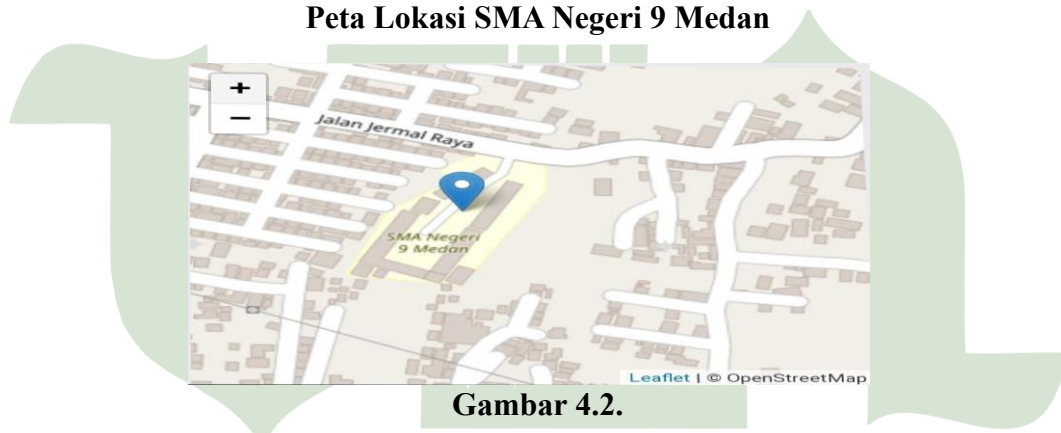 Peta Lokasi SMA Negeri 9 Medan
+
−
Jalan Jermal Raya
SMA Negeri
9 Medan
Leaflet | © OpenStreetMap
Gambar 4.2.